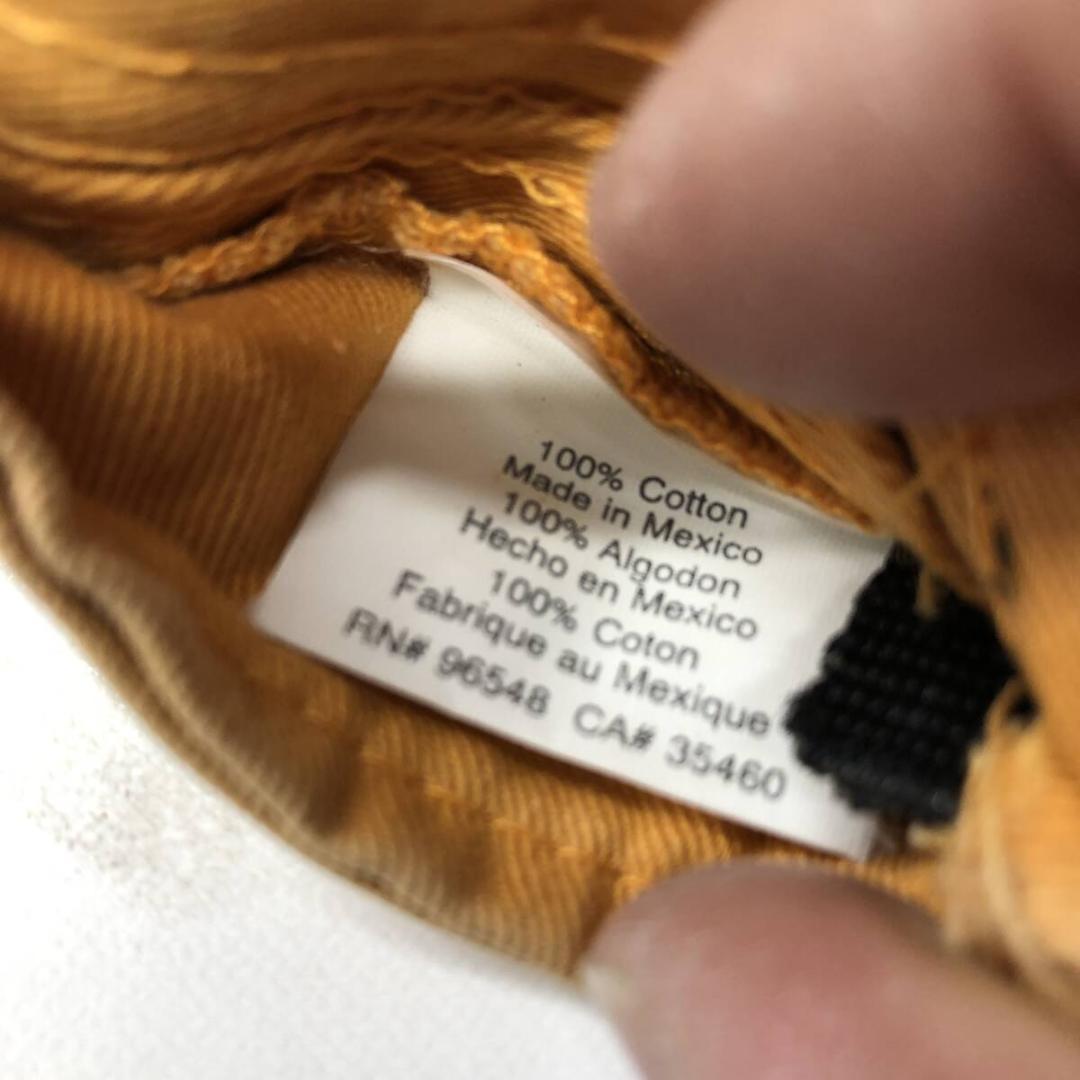 100% Cotton
Made in Mexico
100% Algodon
Hecho en Mexico
100% Coton
Fabrique au Mexique
RN# 96548 CA# 35460